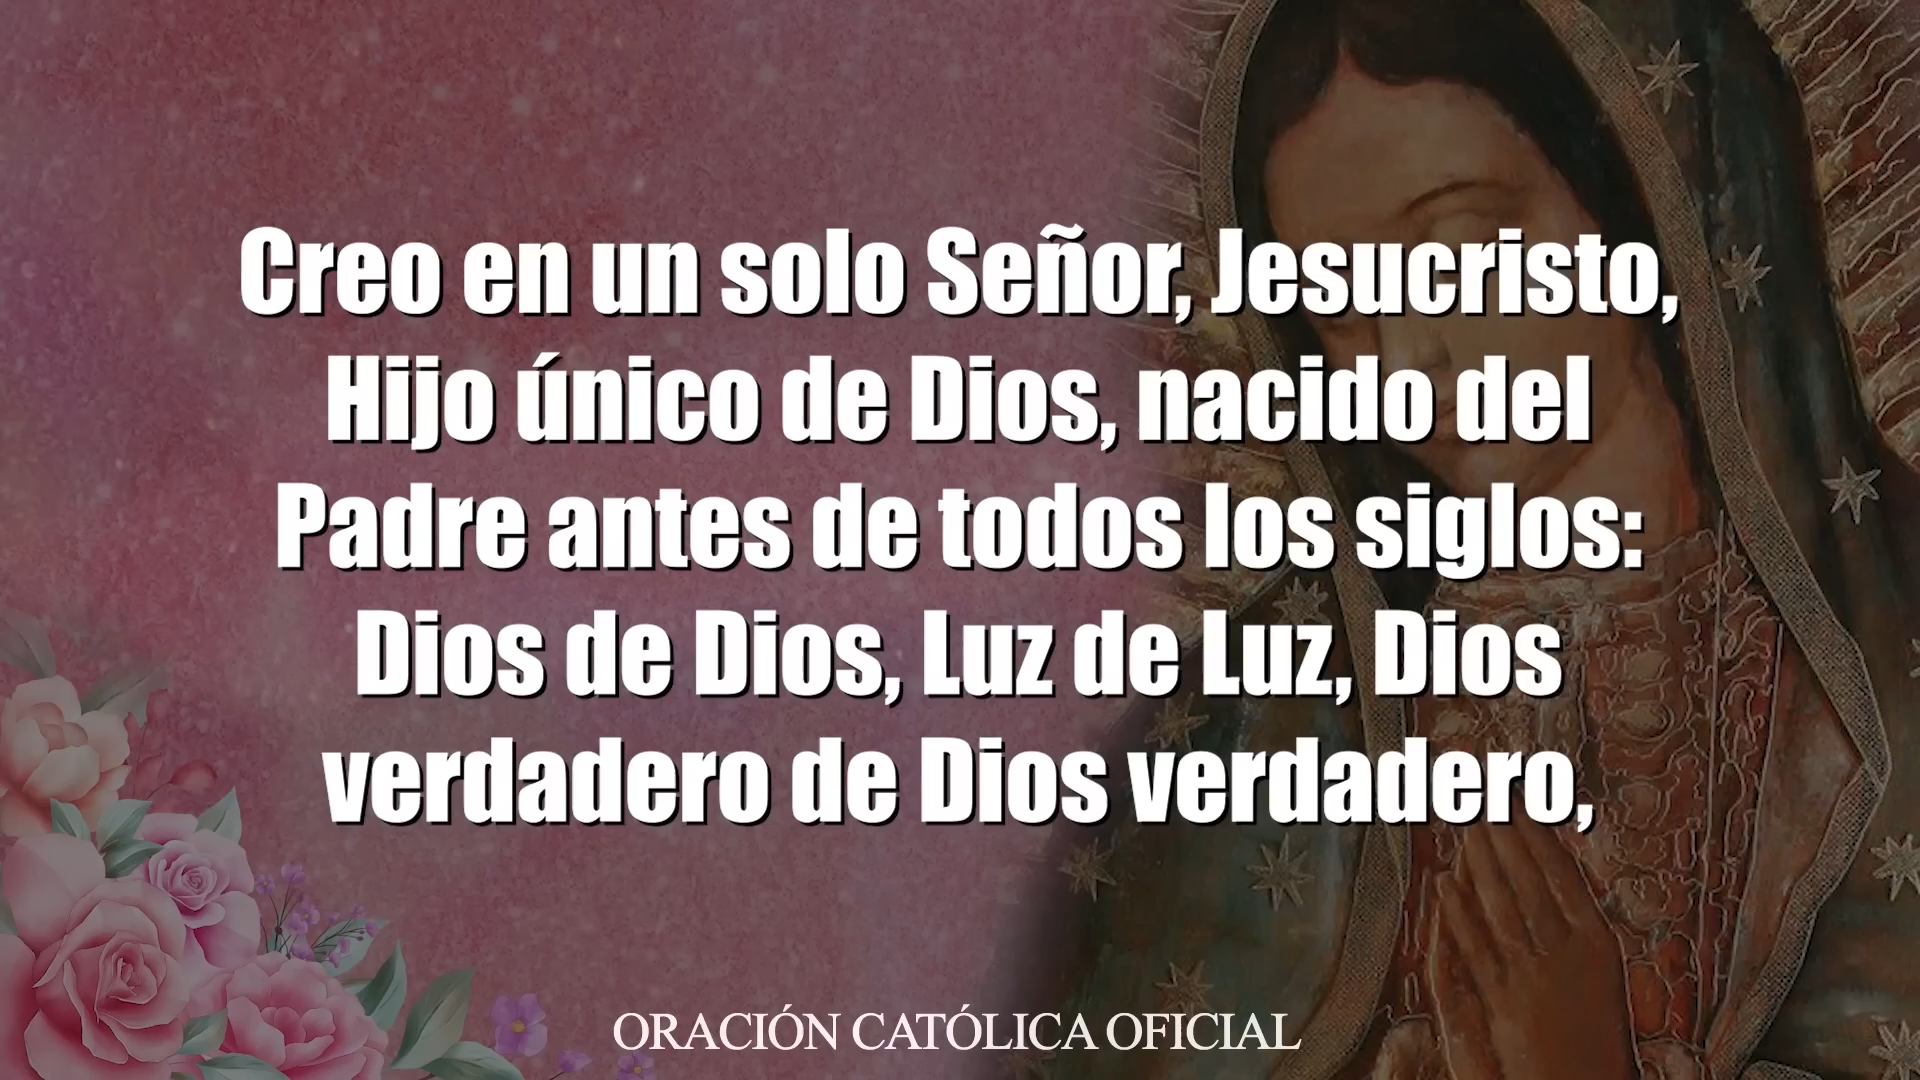 Creo en un solo Señor, Jesucristo,
Hijo único de Dios, nacido del
Padre antes de todos los siglos:
Dios de Dios, Luz de Luz, Dios
verdadero de Dios verdadero,
ORACIÓN CATÓLICA OFICIAL